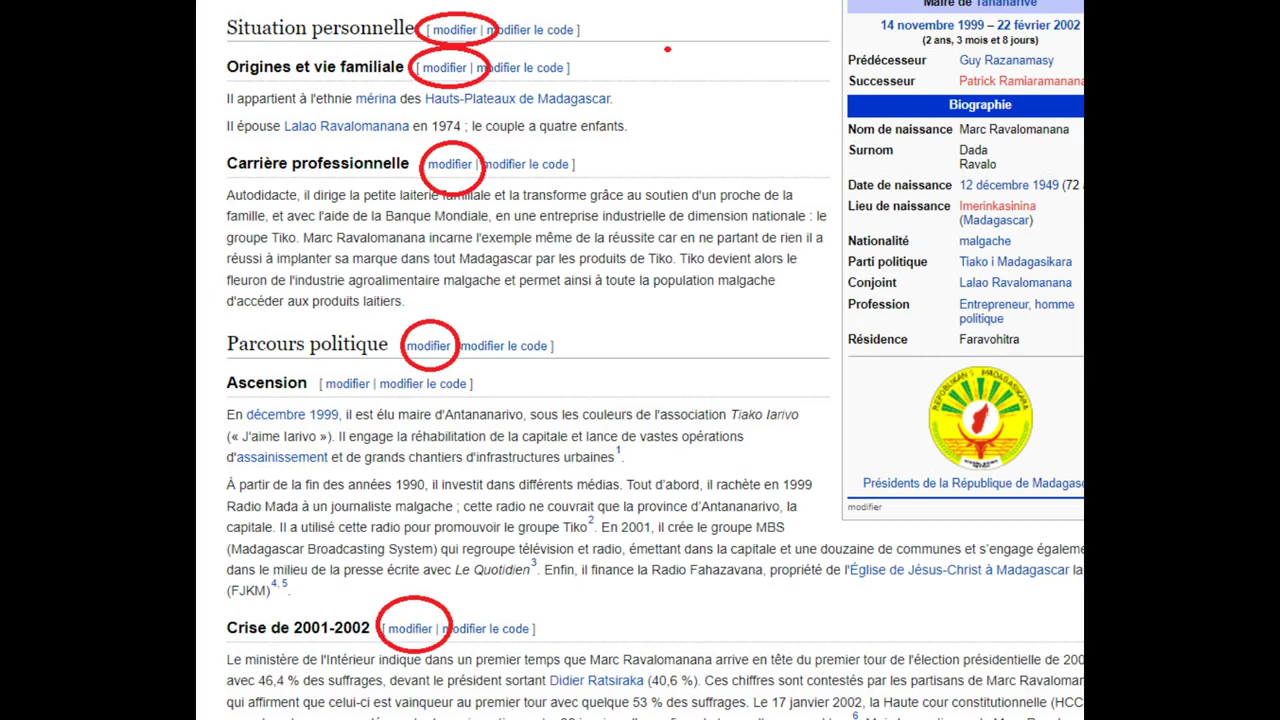 Situation personnelle [ modifier | modifier le code ]
Origines et vie familiale [ modifier | modifier le code ]
Il appartient à l'ethnie mérina des Hauts-Plateaux de Madagascar.
Il épouse Lalao Ravalomanana en 1974 ; le couple a quatre enfants.
Carrière professionnelle modifier | modifier le code ]
Autodidacte, il dirige la petite laiterie familiale et la transforme grâce au soutien d'un proche de la
famille, et avec l'aide de la Banque Mondiale, en une entreprise industrielle de dimension nationale : le
groupe Tiko. Marc Ravalomanana incarne l'exemple même de la réussite car en ne partant de rien il a
réussi à implanter sa marque dans tout Madagascar par les produits de Tiko. Tiko devient alors le
fleuron de l'industrie agroalimentaire malgache et permet ainsi à toute la population malgache
d'accéder aux produits laitiers.
Parcours politique modifier modifier le code ]
Ascension [ modifier | modifier le code ]
En décembre 1999, il est élu maire d'Antananarivo, sous les couleurs de l'association Tiako Iarivo
(« J'aime Iarivo »). Il engage la réhabilitation de la capitale et lance de vastes opérations
d'assainissement et de grands chantiers d'infrastructures urbaines 1.
À partir de la fin des années 1990, il investit dans différents médias. Tout d'abord, il rachète en 1999
Radio Mada à un journaliste malgache ; cette radio ne couvrait que la province d'Antananarivo, la
capitale. Il a utilisé cette radio pour promouvoir le groupe Tiko2. En 2001, il crée le groupe MBS
(Madagascar Broadcasting System) qui regroupe télévision et radio, émettant dans la capitale et une douzaine de communes et s'engage égaleme
dans le milieu de la presse écrite avec Le Quotidien3. Enfin, il finance la Radio Fahazavana, propriété de l'Église de Jésus-Christ à Madagascar la
(FJKM)4, 5.
Crise de 2001-2002 [ modifier | modifier le code ]
Le ministère de l'Intérieur indique dans un premier temps que Marc Ravalomanana arrive en tête du premier tour de l'élection présidentielle de 200
avec 46,4 % des suffrages, devant le président sortant Didier Ratsiraka (40,6 %). Ces chiffres sont contestés par les partisans de Marc Ravaloman
qui affirment que celui-ci est vainqueur au premier tour avec quelque 53 % des suffrages. Le 17 janvier 2002, la Haute cour constitutionnelle (HCC
6
Maire de Tananarive
14 novembre 1999 – 22 février 2002
(2 ans, 3 mois et 8 jours)
Prédécesseur Guy Razanamasy
Successeur Patrick Ramiaramanana
Biographie
Nom de naissance Marc Ravalomanana
Surnom Dada
Ravalo
Date de naissance 12 décembre 1949 (72 a
Lieu de naissance Imerinkasinina
(Madagascar)
Nationalité malgache
Parti politique Tiako i Madagasikara
Conjoint Lalao Ravalomanana
Profession Entrepreneur, homme
politique
Résidence Faravohitra
REPOBLIKAN'I MADAGASIKARA
Présidents de la République de Madagasc
modifier